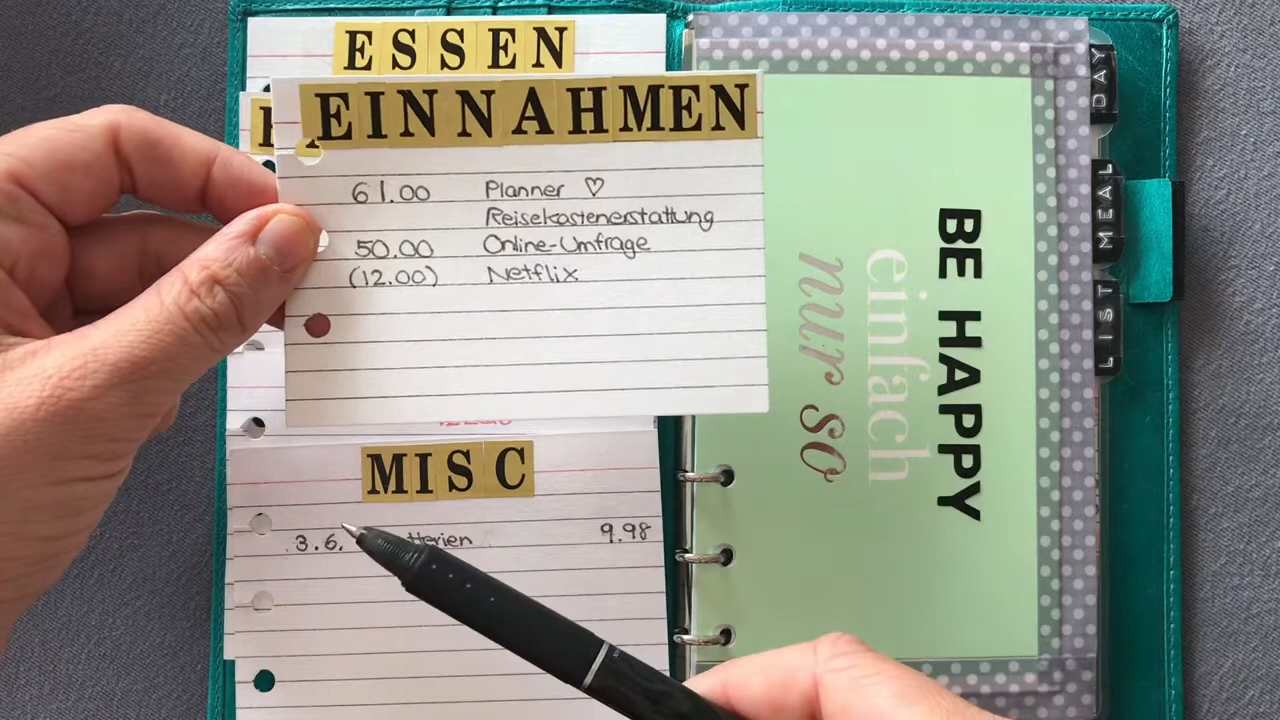 ESSEN
EINNAHMEN
61.00 Planner ♡
Reisekostenerstattung
50.00 Online-Umfrage
(12.00) Netflix
MISC
3.6. tterien 9.98
BE HAPPY
einfach
nur so
DAY
MEAL
LIST